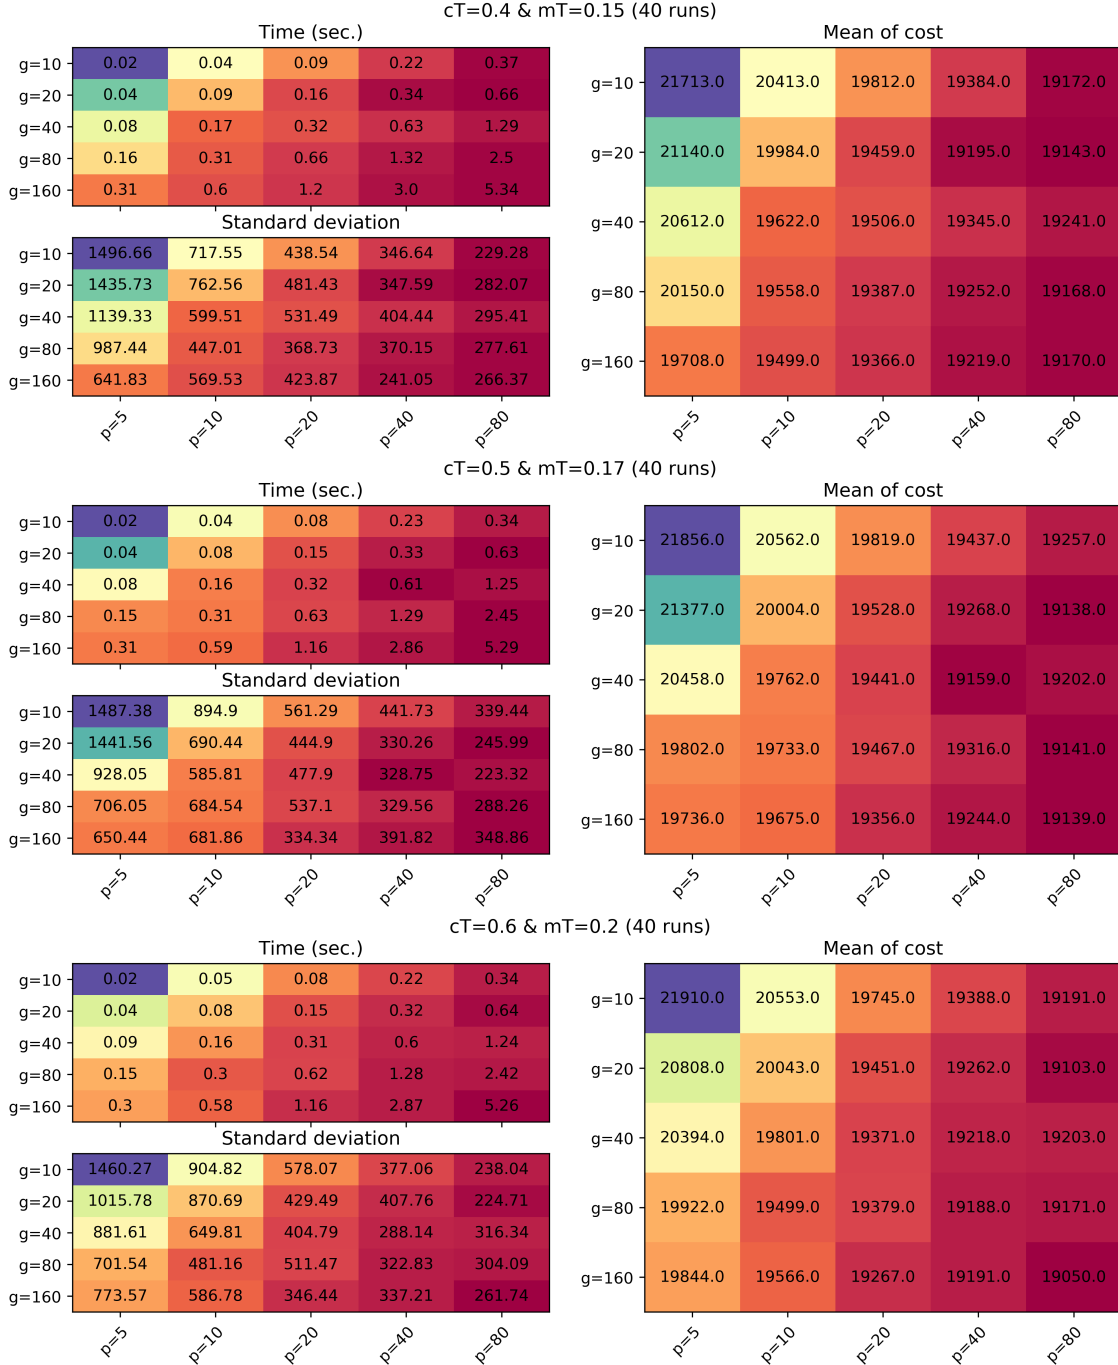 cT=0.4 & mT=0.15 (40 runs)
Time (sec.)
g=10 0.02 0.04 0.09 0.22 0.37
g=20 0.04 0.09 0.16 0.34 0.66
g=40 0.08 0.17 0.32 0.63 1.29
g=80 0.16 0.31 0.66 1.32 2.5
g=160 0.31 0.6 1.2 3.0 5.34
Standard deviation
g=10 1496.66 717.55 438.54 346.64 229.28
g=20 1435.73 762.56 481.43 347.59 282.07
g=40 1139.33 599.51 531.49 404.44 295.41
g=80 987.44 447.01 368.73 370.15 277.61
g=160 641.83 569.53 423.87 241.05 266.37
p=5 p=10 p=20 p=40 p=80
Mean of cost
g=10 21713.0 20413.0 19812.0 19384.0 19172.0
g=20 21140.0 19984.0 19459.0 19195.0 19143.0
g=40 20612.0 19622.0 19506.0 19345.0 19241.0
g=80 20150.0 19558.0 19387.0 19252.0 19168.0
g=160 19708.0 19499.0 19366.0 19219.0 19170.0
p=5 p=10 p=20 p=40 p=80
cT=0.5 & mT=0.17 (40 runs)
Time (sec.)
g=10 0.02 0.04 0.08 0.23 0.34
g=20 0.04 0.08 0.15 0.33 0.63
g=40 0.08 0.16 0.32 0.61 1.25
g=80 0.15 0.31 0.63 1.29 2.45
g=160 0.31 0.59 1.16 2.86 5.29
Standard deviation
g=10 1487.38 894.9 561.29 441.73 339.44
g=20 1441.56 690.44 444.9 330.26 245.99
g=40 928.05 585.81 477.9 328.75 223.32
g=80 706.05 684.54 537.1 329.56 288.26
g=160 650.44 681.86 334.34 391.82 348.86
p=5 p=10 p=20 p=40 p=80
Mean of cost
g=10 21856.0 20562.0 19819.0 19437.0 19257.0
g=20 21377.0 20004.0 19528.0 19268.0 19138.0
g=40 20458.0 19762.0 19441.0 19159.0 19202.0
g=80 19802.0 19733.0 19467.0 19316.0 19141.0
g=160 19736.0 19675.0 19356.0 19244.0 19139.0
p=5 p=10 p=20 p=40 p=80
cT=0.6 & mT=0.2 (40 runs)
Time (sec.)
g=10 0.02 0.05 0.08 0.22 0.34
g=20 0.04 0.08 0.15 0.32 0.64
g=40 0.09 0.16 0.31 0.6 1.24
g=80 0.15 0.3 0.62 1.28 2.42
g=160 0.3 0.58 1.16 2.87 5.26
Standard deviation
g=10 1460.27 904.82 578.07 377.06 238.04
g=20 1015.78 870.69 429.49 407.76 224.71
g=40 881.61 649.81 404.79 288.14 316.34
g=80 701.54 481.16 511.47 322.83 304.09
g=160 773.57 586.78 346.44 337.21 261.74
p=5 p=10 p=20 p=40 p=80
Mean of cost
g=10 21910.0 20553.0 19745.0 19388.0 19191.0
g=20 20808.0 20043.0 19451.0 19262.0 19103.0
g=40 20394.0 19801.0 19371.0 19218.0 19203.0
g=80 19922.0 19499.0 19379.0 19188.0 19171.0
g=160 19844.0 19566.0 19267.0 19191.0 19050.0
p=5 p=10 p=20 p=40 p=80